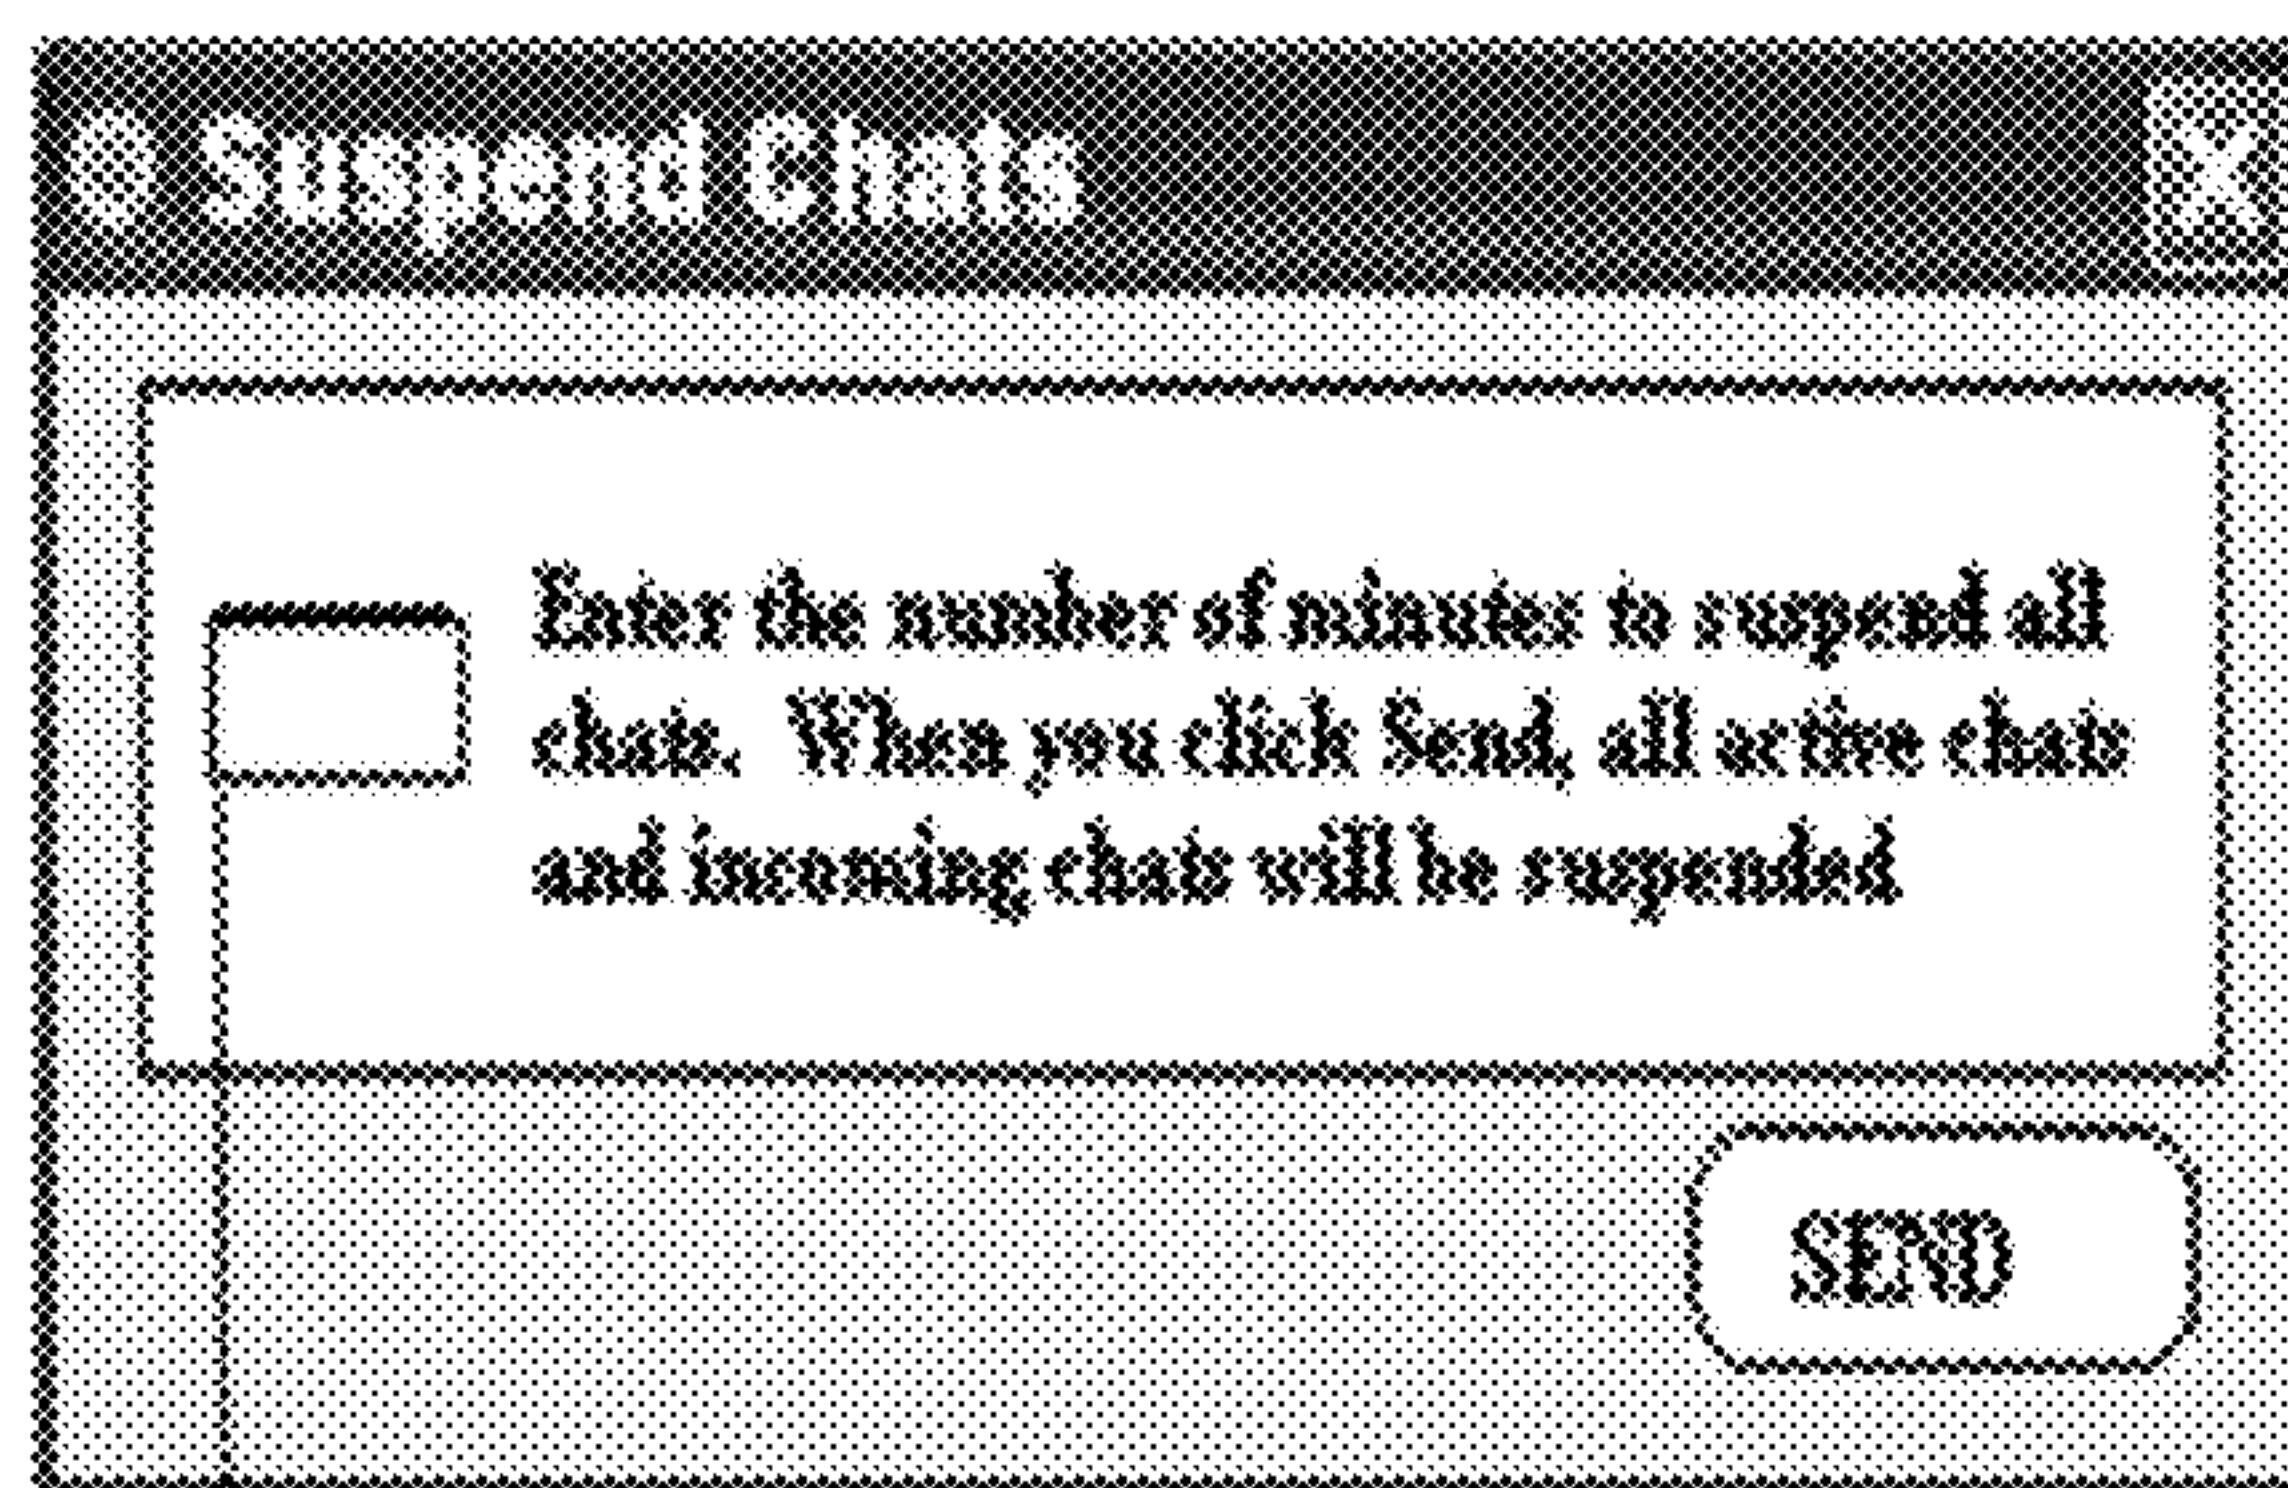 Suspend Chats
X
Enter the number of minutes to suspend all
chats. When you click Send, all active chats
and incoming chats will be suspended
SEND